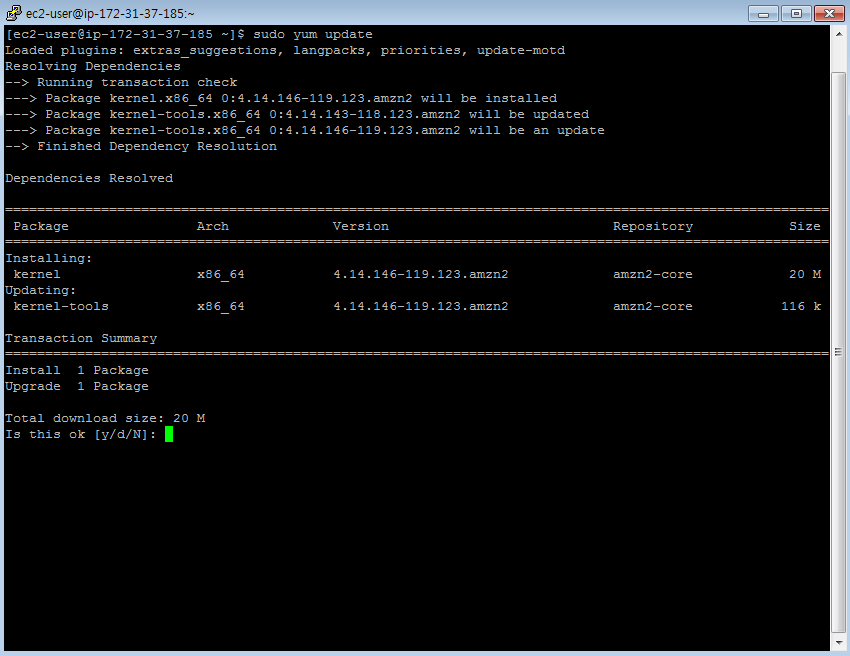 ec2-user@ip-172-31-37-185:~
[ec2-user@ip-172-31-37-185 ~]$ sudo yum update
Loaded plugins: extras_suggestions, langpacks, priorities, update-motd
Resolving Dependencies
--> Running transaction check
---> Package kernel.x86_64 0:4.14.146-119.123.amzn2 will be installed
---> Package kernel-tools.x86_64 0:4.14.143-118.123.amzn2 will be updated
---> Package kernel-tools.x86_64 0:4.14.146-119.123.amzn2 will be an update
--> Finished Dependency Resolution
Dependencies Resolved
================================================================================
Package Arch Version Repository Size
================================================================================
Installing:
kernel x86_64 4.14.146-119.123.amzn2 amzn2-core 20 M
Updating:
kernel-tools x86_64 4.14.146-119.123.amzn2 amzn2-core 116 k
Transaction Summary
================================================================================
Install 1 Package
Upgrade 1 Package
Total download size: 20 M
Is this ok [y/d/N]: